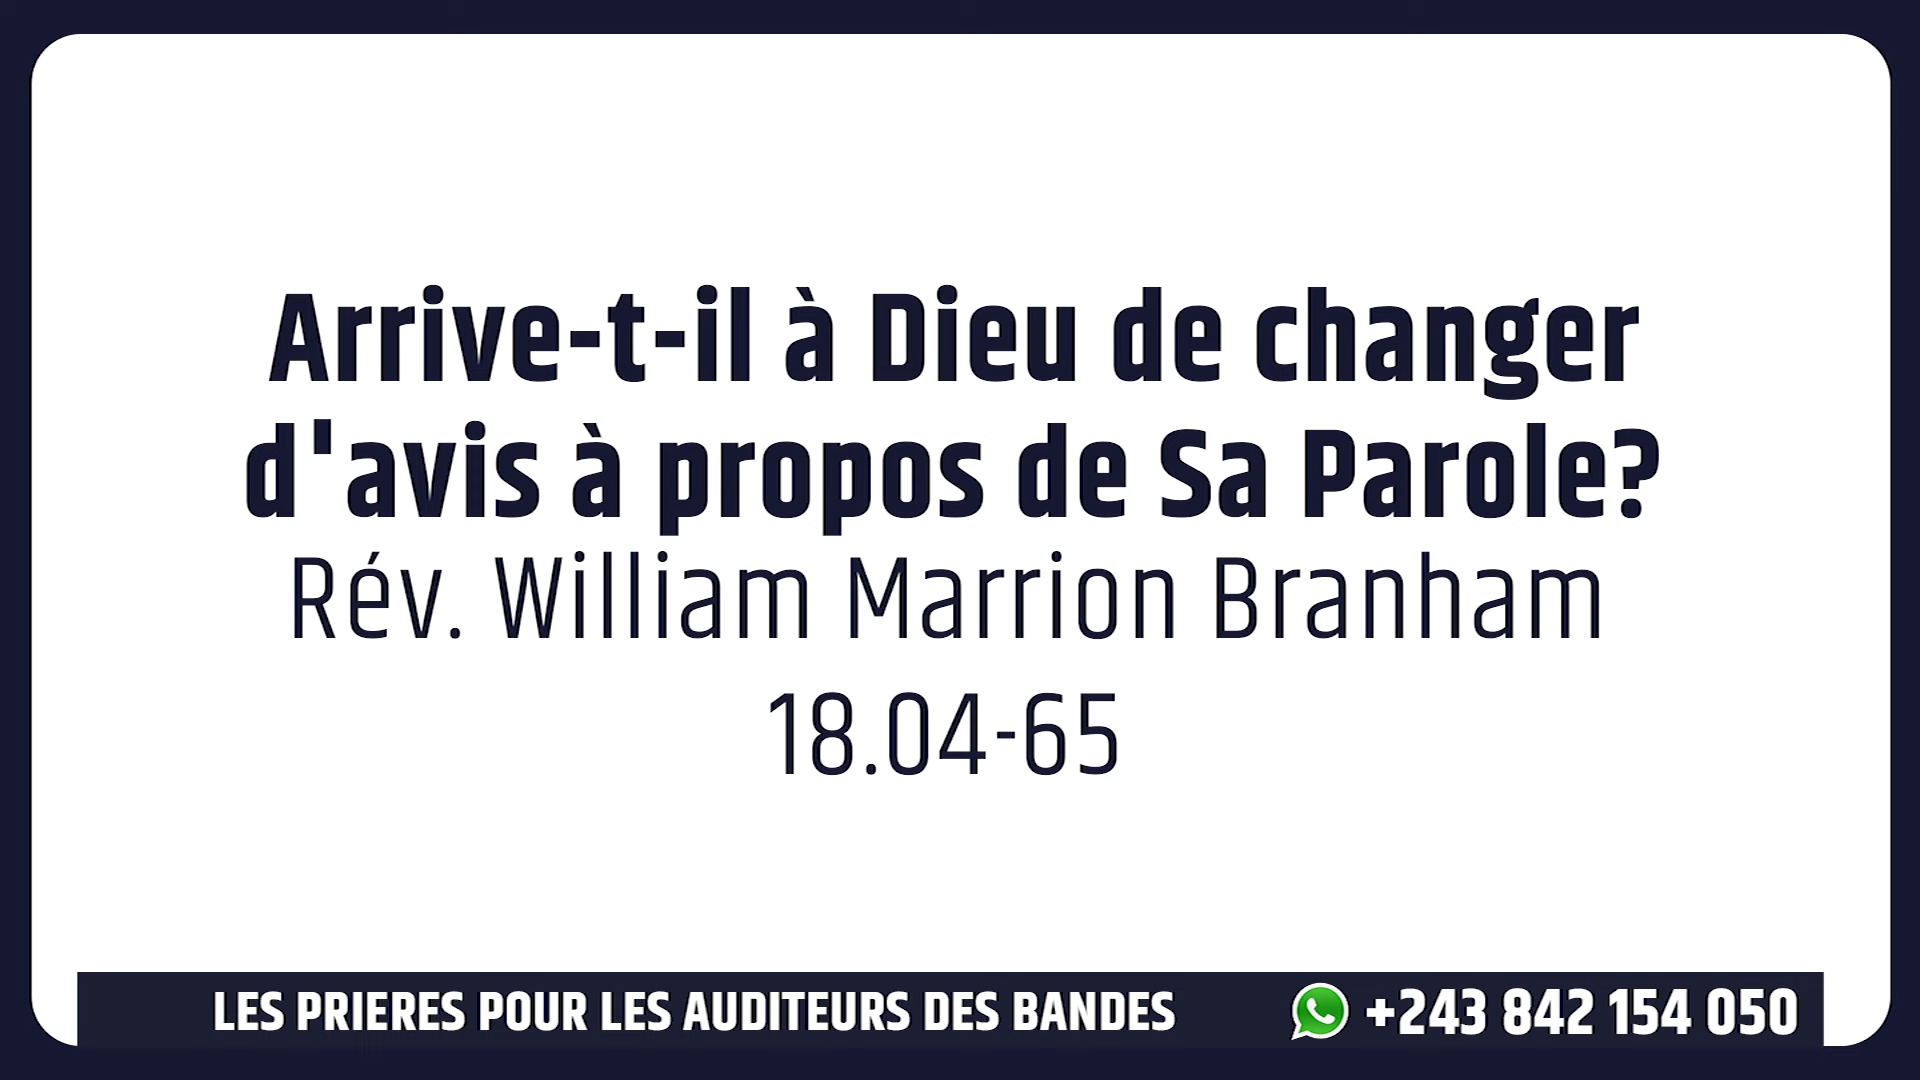 Arrive-t-il à Dieu de changer
d'avis à propos de Sa Parole?
Rév. William Marrion Branham
18.04-65
LES PRIERES POUR LES AUDITEURS DES BANDES
+243 842 154 050